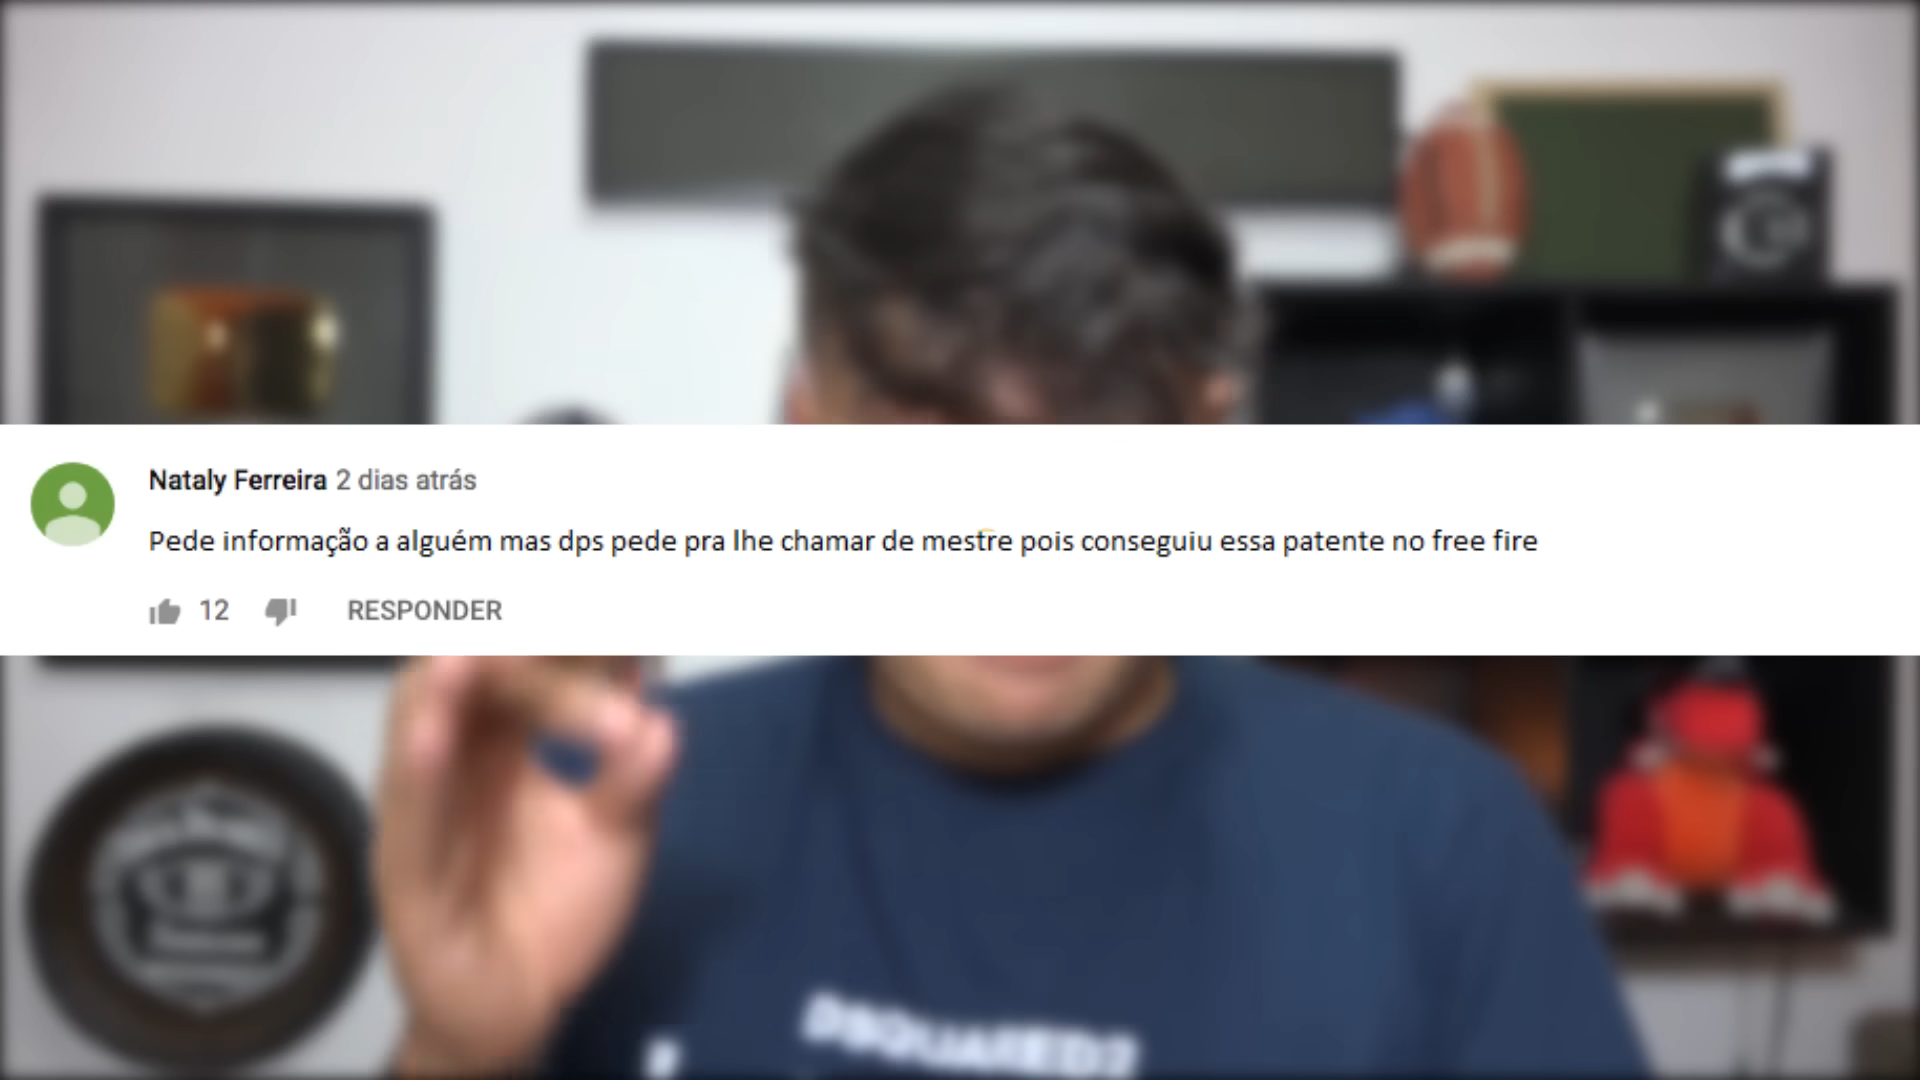 Nataly Ferreira 2 dias atrás
Pede informação a alguém mas dps pede pra lhe chamar de mestre pois conseguiu essa patente no free fire
12 RESPONDER
DSQUARED2